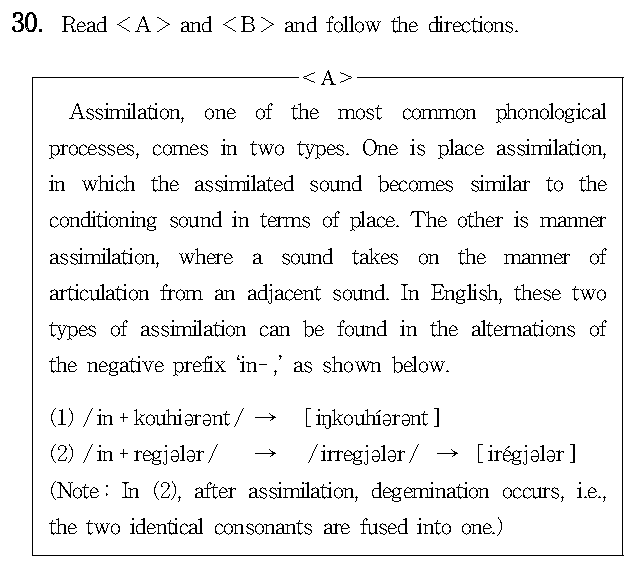 30. Read <A> and <B> and follow the directions.
<A>
Assimilation, one of the most common phonological
processes, comes in two types. One is place assimilation,
in which the assimilated sound becomes similar to the
conditioning sound in terms of place. The other is manner
assimilation, where a sound takes on the manner of
articulation from an adjacent sound. In English, these two
types of assimilation can be found in the alternations of
the negative prefix ‘in-,’ as shown below.
(1) /in + kouhiərənt/ → [iŋkouhíərənt]
(2) /in + regjələr/ → /irregjələr/ → [irégjələr]
(Note: In (2), after assimilation, degemination occurs, i.e.,
the two identical consonants are fused into one.)